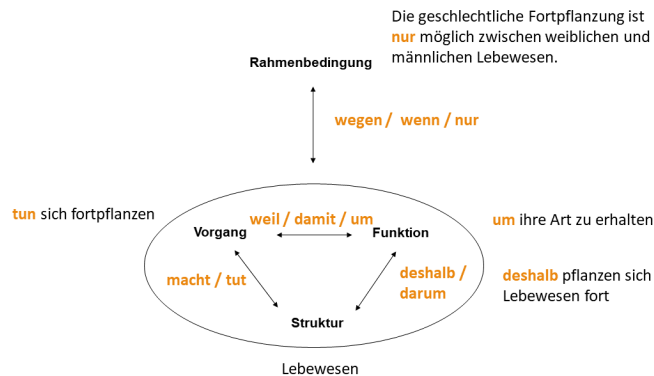 Die geschlechtliche Fortpflanzung ist
nur möglich zwischen weiblichen und
männlichen Lebewesen.
Rahmenbedingung
wegen / wenn / nur
tun sich fortpflanzen
weil / damit / um
um ihre Art zu erhalten
Vorgang
Funktion
macht / tut
deshalb /
darum
deshalb pflanzen sich
Lebewesen fort
Struktur
Lebewesen